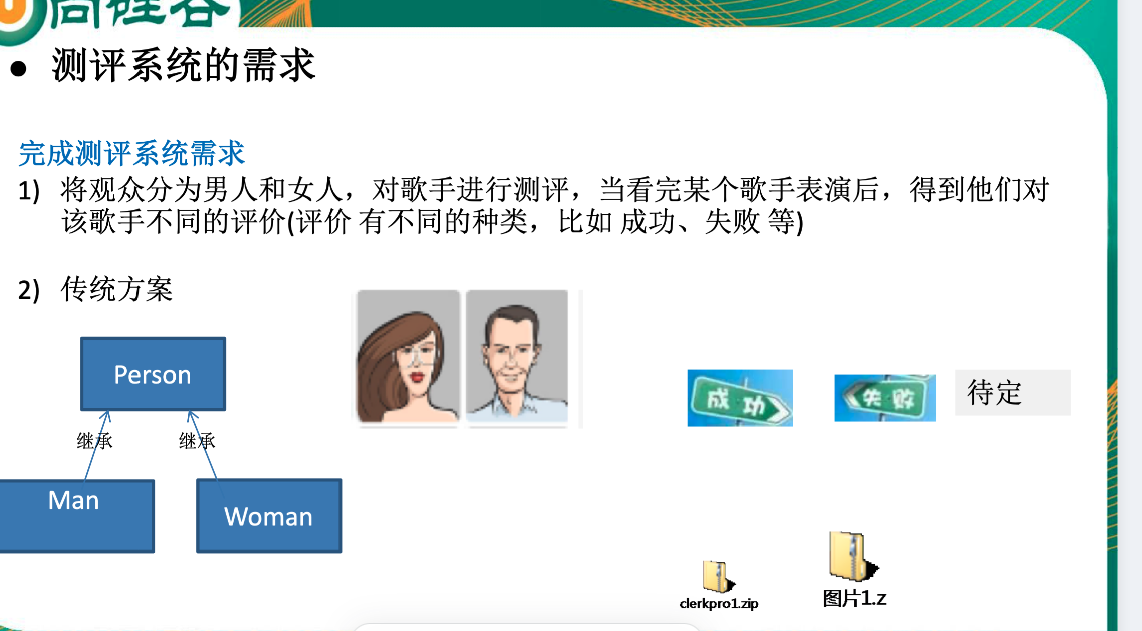 尚硅谷
● 测评系统的需求
完成测评系统需求
1) 将观众分为男人和女人，对歌手进行测评，当看完某个歌手表演后，得到他们对
该歌手不同的评价(评价 有不同的种类，比如 成功、失败 等)
2) 传统方案
Person
继承 继承
Man
Woman
成功
失败
待定
clerkpro1.zip
图片1.z